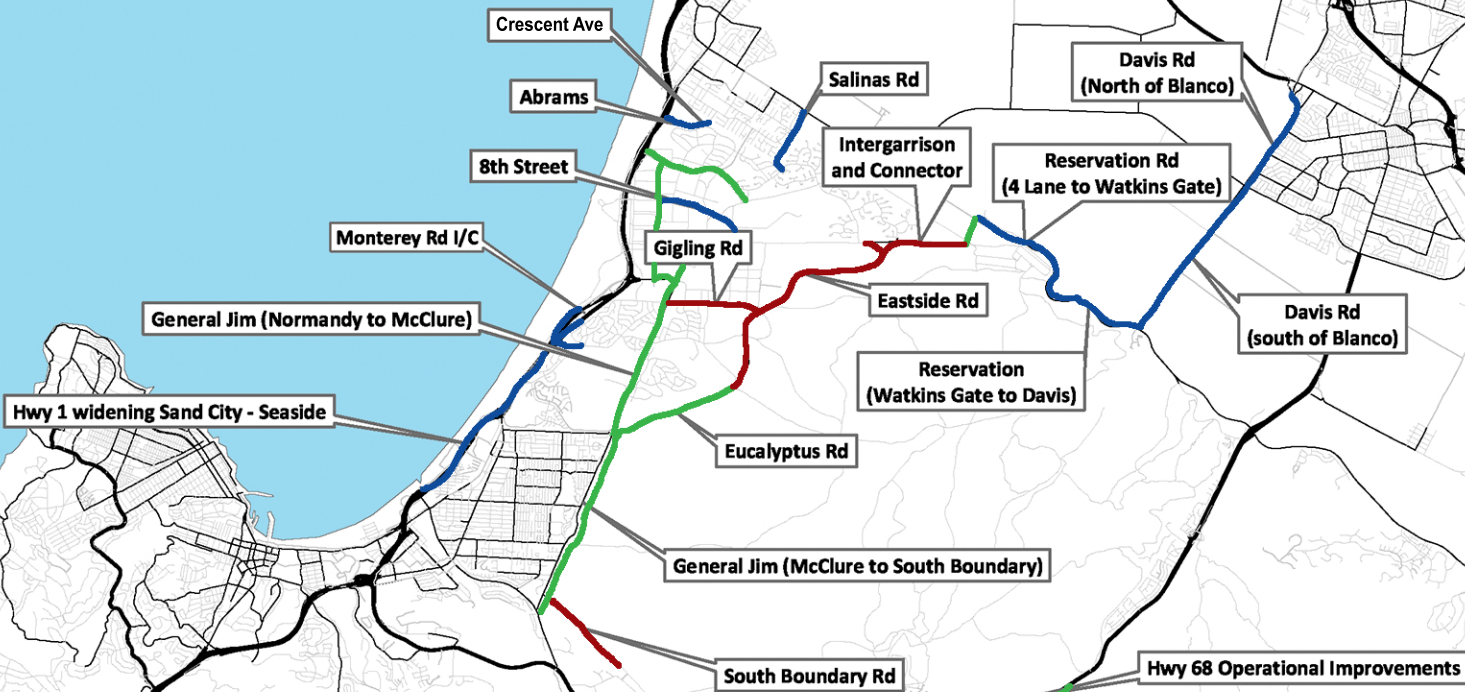 Crescent Ave
Abrams
8th Street
Monterey Rd I/C
General Jim (Normandy to McClure)
Hwy 1 widening Sand City - Seaside
Salinas Rd
Intergarrison
and Connector
Gigling Rd
Eastside Rd
Eucalyptus Rd
General Jim (McClure to South Boundary)
South Boundary Rd
Davis Rd
(North of Blanco)
Reservation Rd
(4 Lane to Watkins Gate)
Reservation
(Watkins Gate to Davis)
Davis Rd
(south of Blanco)
Hwy 68 Operational Improvements